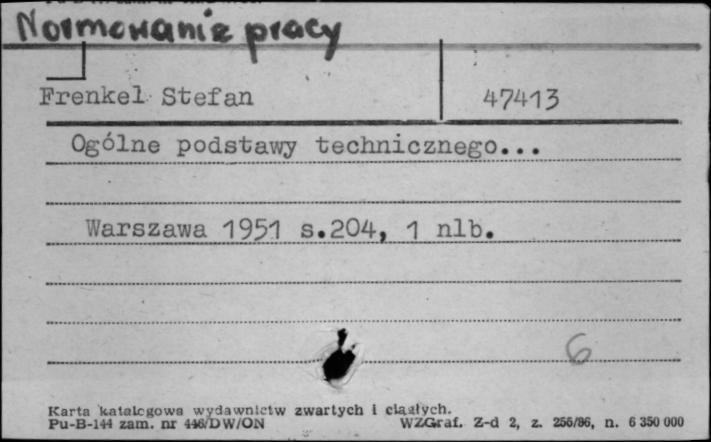 Normowanie pracy
Frenkel Stefan 47413
Ogólne podstawy technicznego...
Warszawa 1951 s.204, 1 nlb.
6
Karta katalogowa wydawnictw zwartych i ciągłych.
Pu-B-144 zam. nr 446/DW/ON WZGraf. Z-d 2, z. 256/86, n. 6 350 000